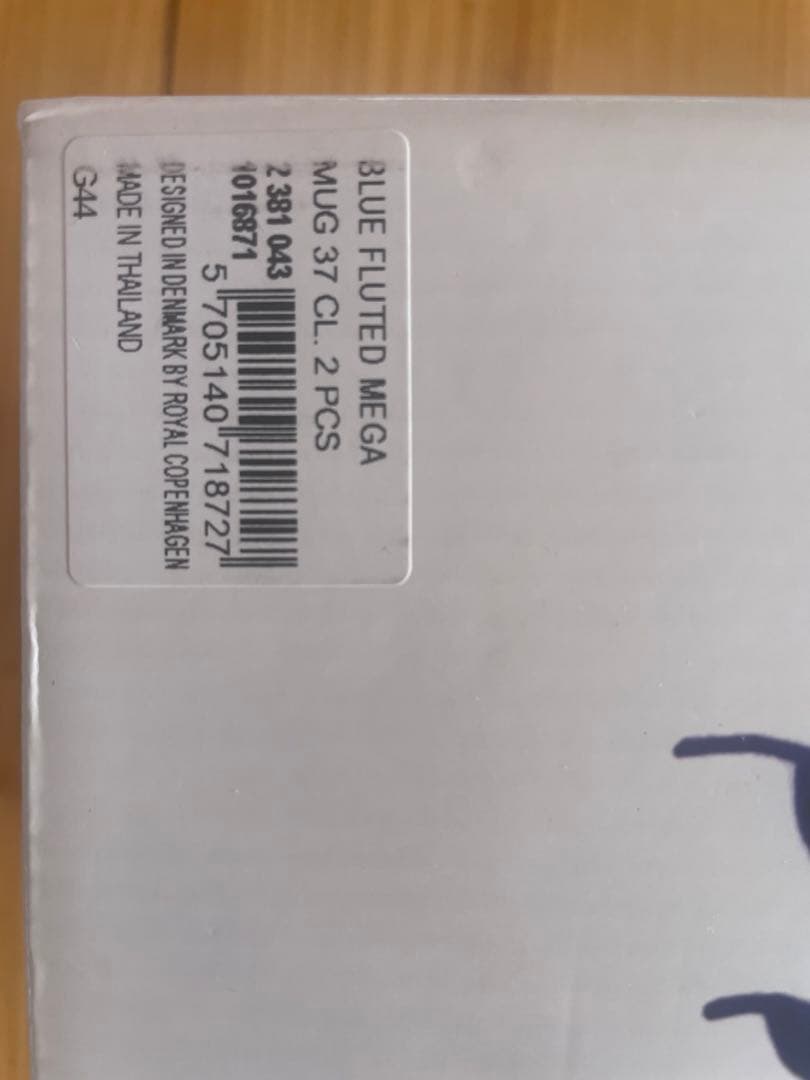 BLUE FLUTED MEGA
MUG 37 CL. 2 PCS
2 381 043
1016871
5 705140 718727
DESIGNED IN DENMARK BY ROYAL COPENHAGEN
MADE IN THAILAND
G44